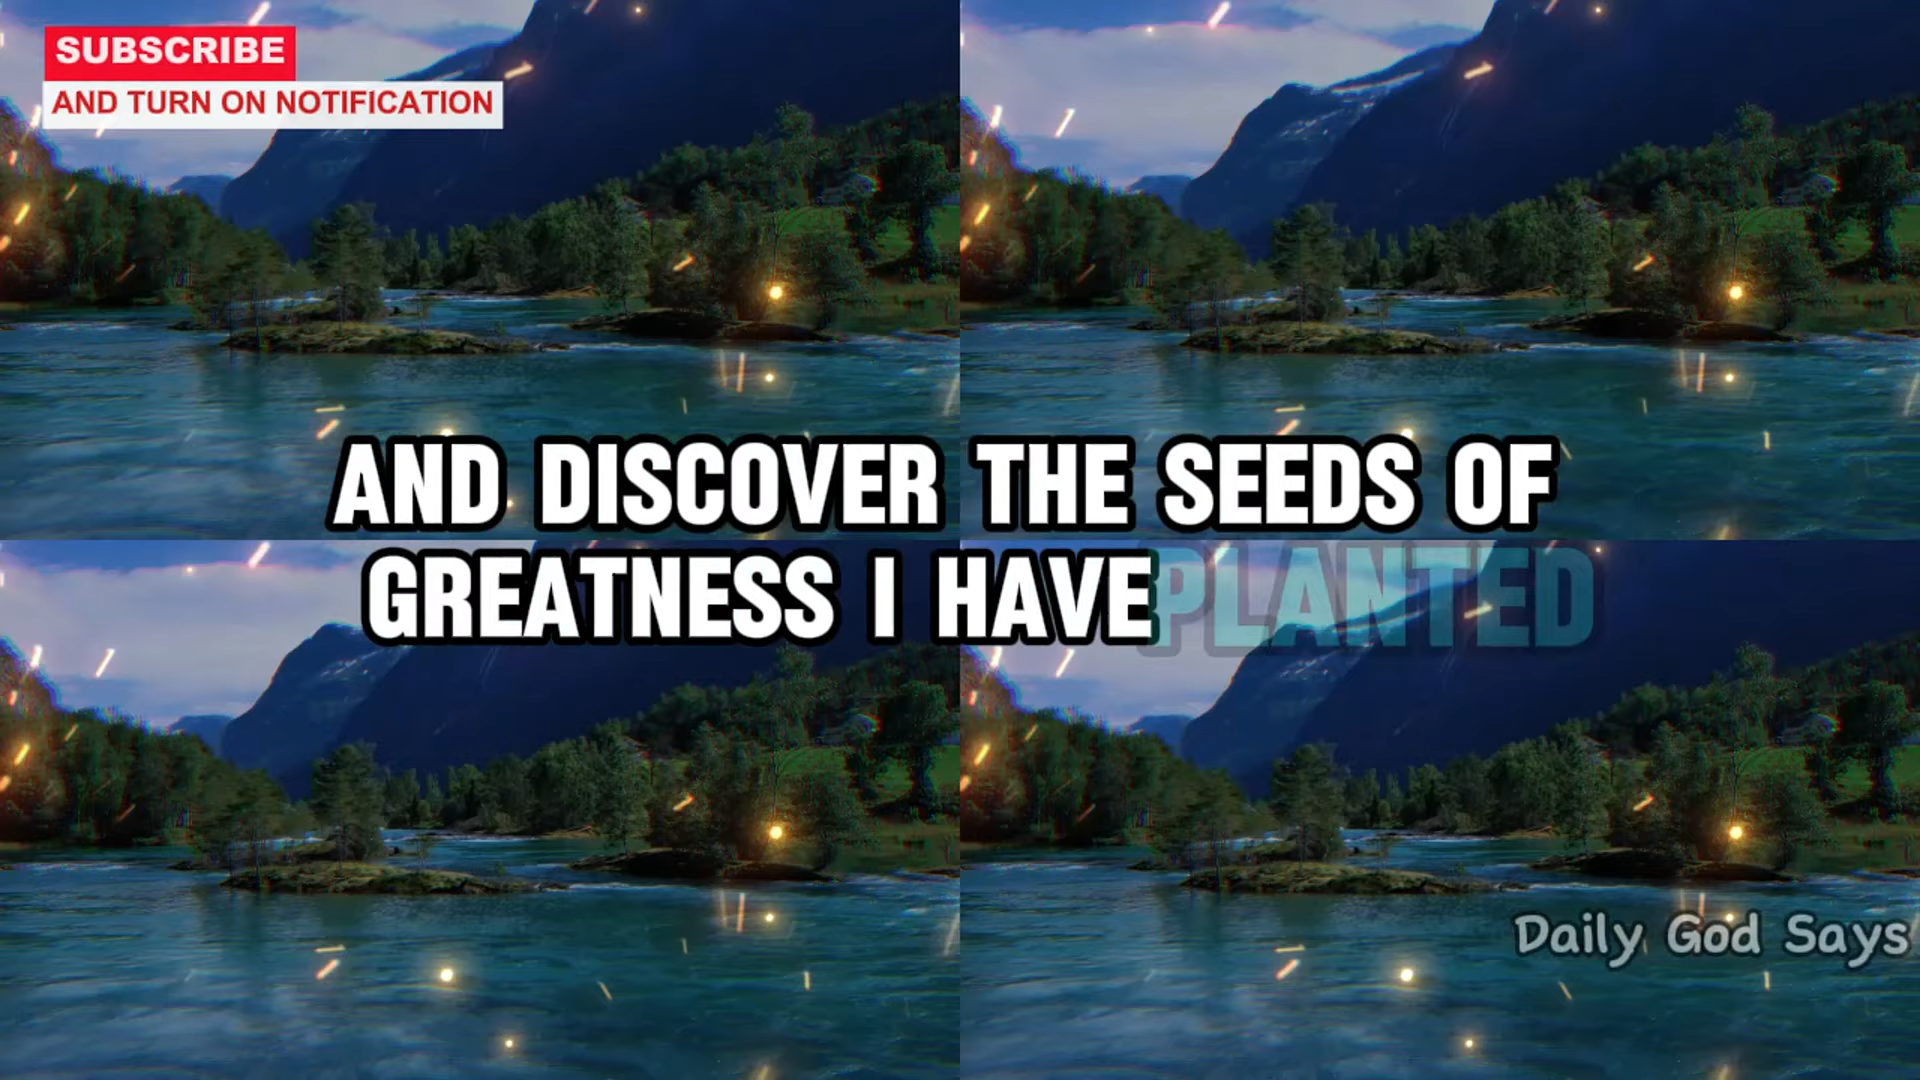 SUBSCRIBE
AND TURN ON NOTIFICATION
AND DISCOVER THE SEEDS OF
GREATNESS I HAVE PLANTED
Daily God Says